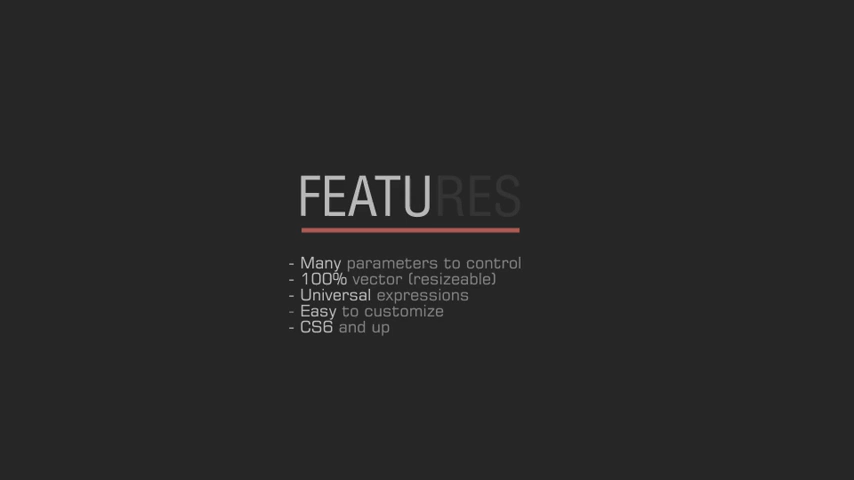 FEATURES
- Many parameters to control
- 100% vector (resizeable)
- Universal expressions
- Easy to customize
- CS6 and up